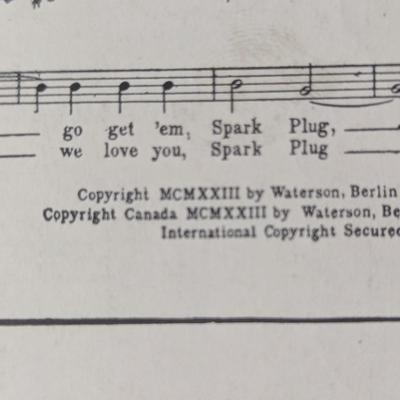 go get 'em, Spark Plug,
we love you, Spark Plug
Copyright MCMXXIII by Waterson, Berlin
Copyright Canada MCMXXIII by Waterson, Be
International Copyright Secured